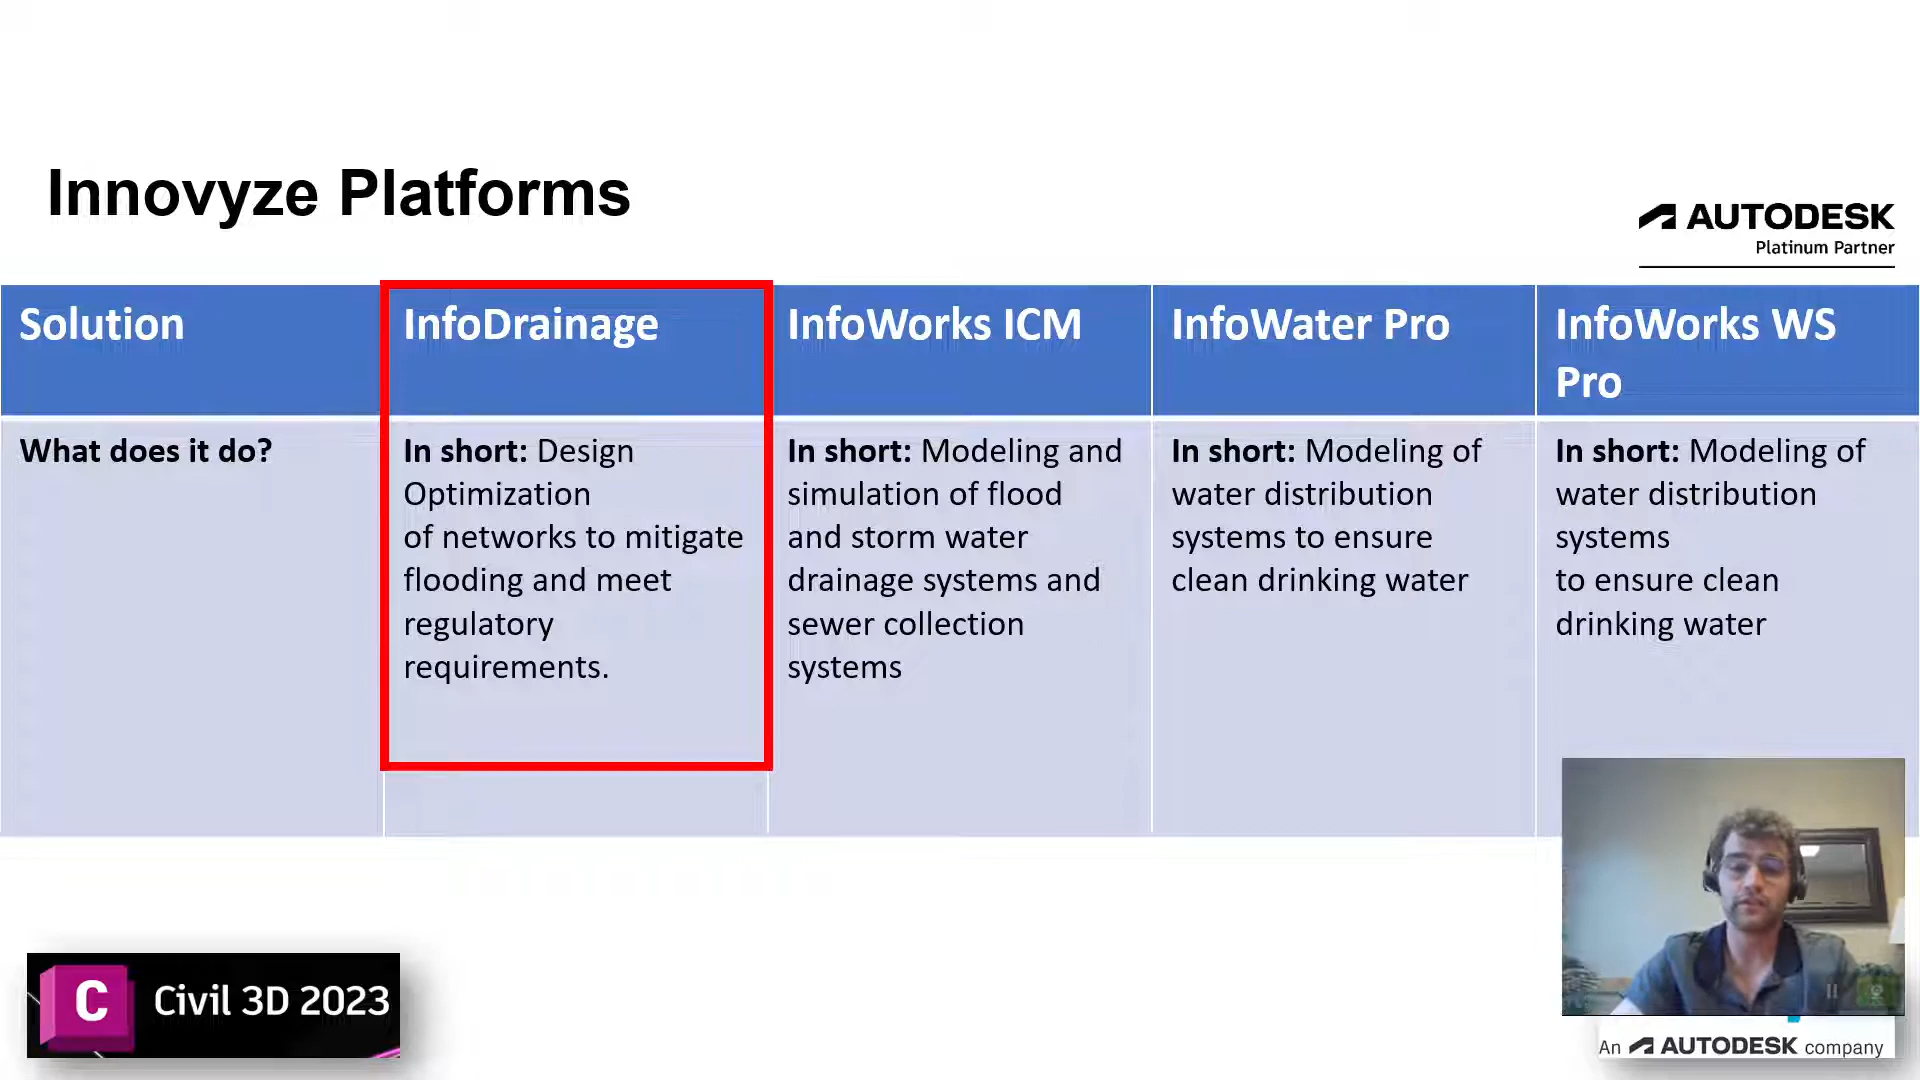 Innovyze Platforms
AUTODESK
Platinum Partner
Solution
InfoDrainage
InfoWorks ICM
InfoWater Pro
InfoWorks WS
Pro
What does it do?
In short: Design
Optimization
of networks to mitigate
flooding and meet
regulatory
requirements.
In short: Modeling and
simulation of flood
and storm water
drainage systems and
sewer collection
systems
In short: Modeling of
water distribution
systems to ensure
clean drinking water
In short: Modeling of
water distribution
systems
to ensure clean
drinking water
C
Civil 3D 2023
An AUTODESK company